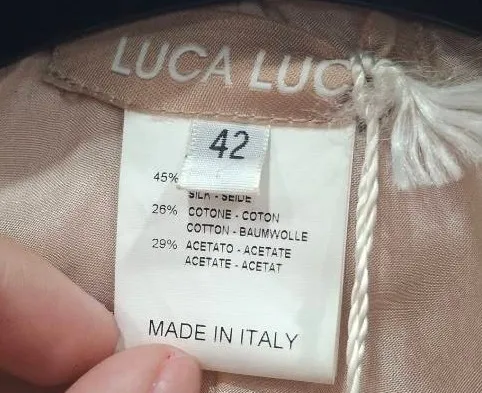 LUCA LUC
42
45%
SILK - SEIDE
26% COTONE - COTON
COTTON - BAUMWOLLE
29% ACETATO - ACETATE
ACETATE - ACETAT
MADE IN ITALY